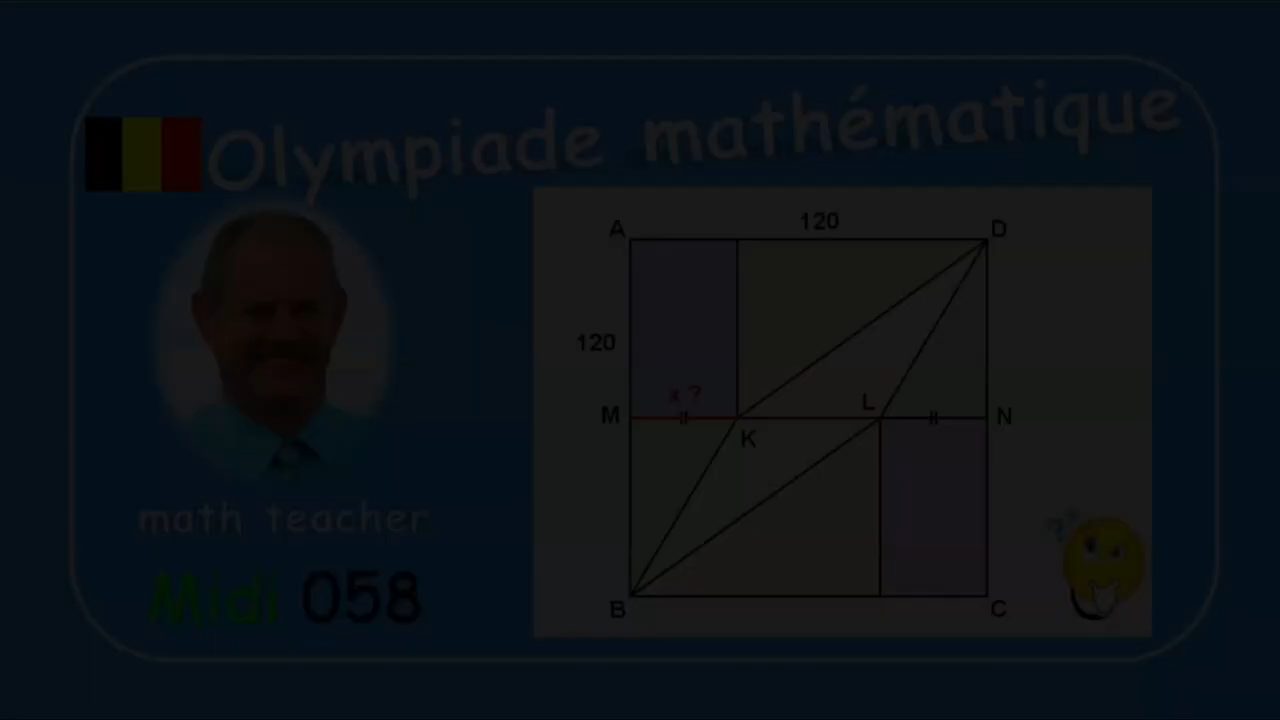 Olympiade mathématique
A
120
D
120
x ?
M
L
N
K
math teacher
Midi 058
B
C
??